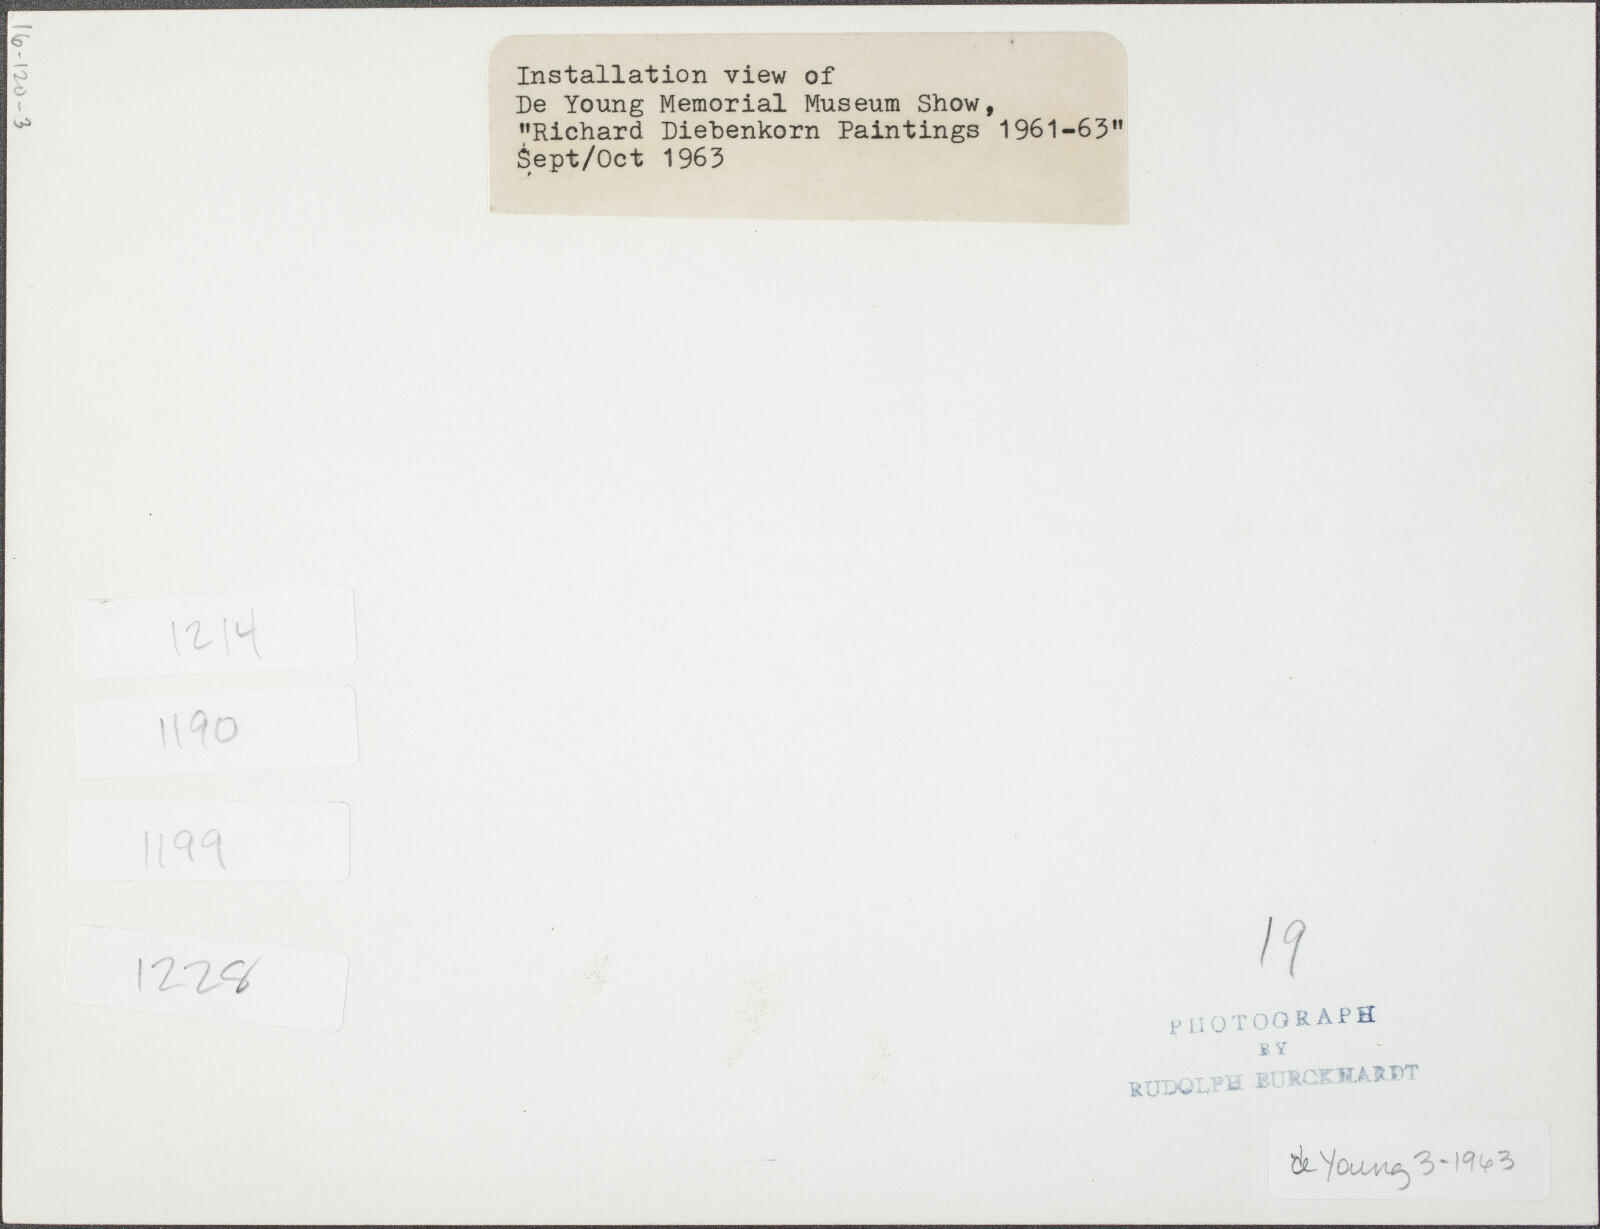 16-120-3
Installation view of
De Young Memorial Museum Show,
"Richard Diebenkorn Paintings 1961-63"
Sept/Oct 1963
1214
1190
1199
1228
19
PHOTOGRAPH
BY
RUDOLPH BURCKHARDT
de Young 3-1963